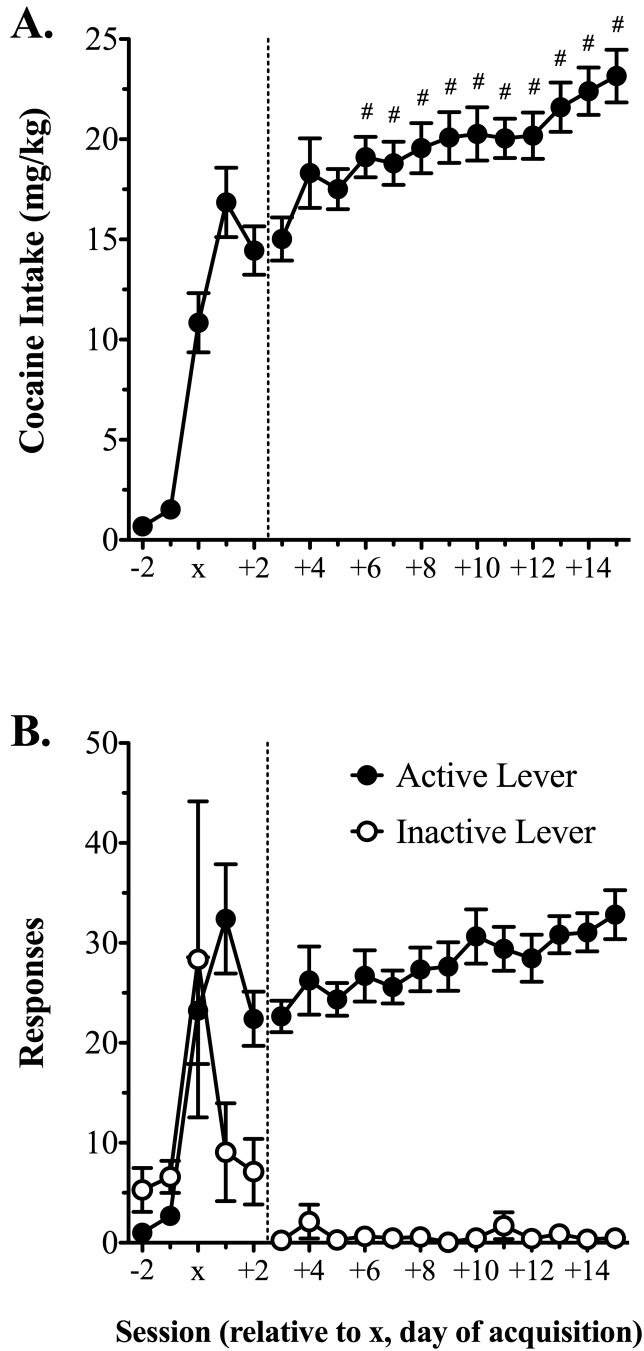 A.
Cocaine Intake (mg/kg)
25
20
15
10
5
0
# # # # # # # # # #
-2 x +2 +4 +6 +8 +10 +12 +14
B.
Responses
50
40
30
20
10
0
Active Lever
Inactive Lever
-2 x +2 +4 +6 +8 +10 +12 +14
Session (relative to x, day of acquisition)